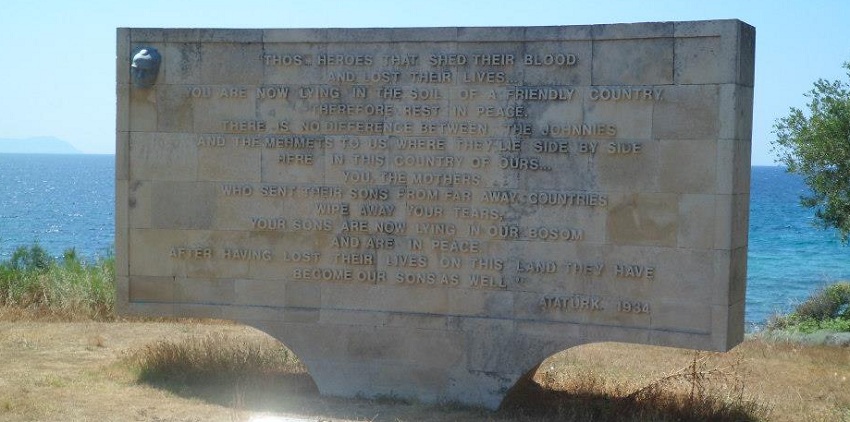 "THOSE HEROES THAT SHED THEIR BLOOD
AND LOST THEIR LIVES...
YOU ARE NOW LYING IN THE SOIL OF A FRIENDLY COUNTRY.
THEREFORE REST IN PEACE.
THERE IS NO DIFFERENCE BETWEEN THE JOHNNIES
AND THE MEHMETS TO US WHERE THEY LIE SIDE BY SIDE
HERE IN THIS COUNTRY OF OURS...
YOU, THE MOTHERS,
WHO SENT THEIR SONS FROM FAR AWAY COUNTRIES
WIPE AWAY YOUR TEARS,
YOUR SONS ARE NOW LYING IN OUR BOSOM
AND ARE IN PEACE
AFTER HAVING LOST THEIR LIVES ON THIS LAND THEY HAVE
BECOME OUR SONS AS WELL."
ATATÜRK 1934